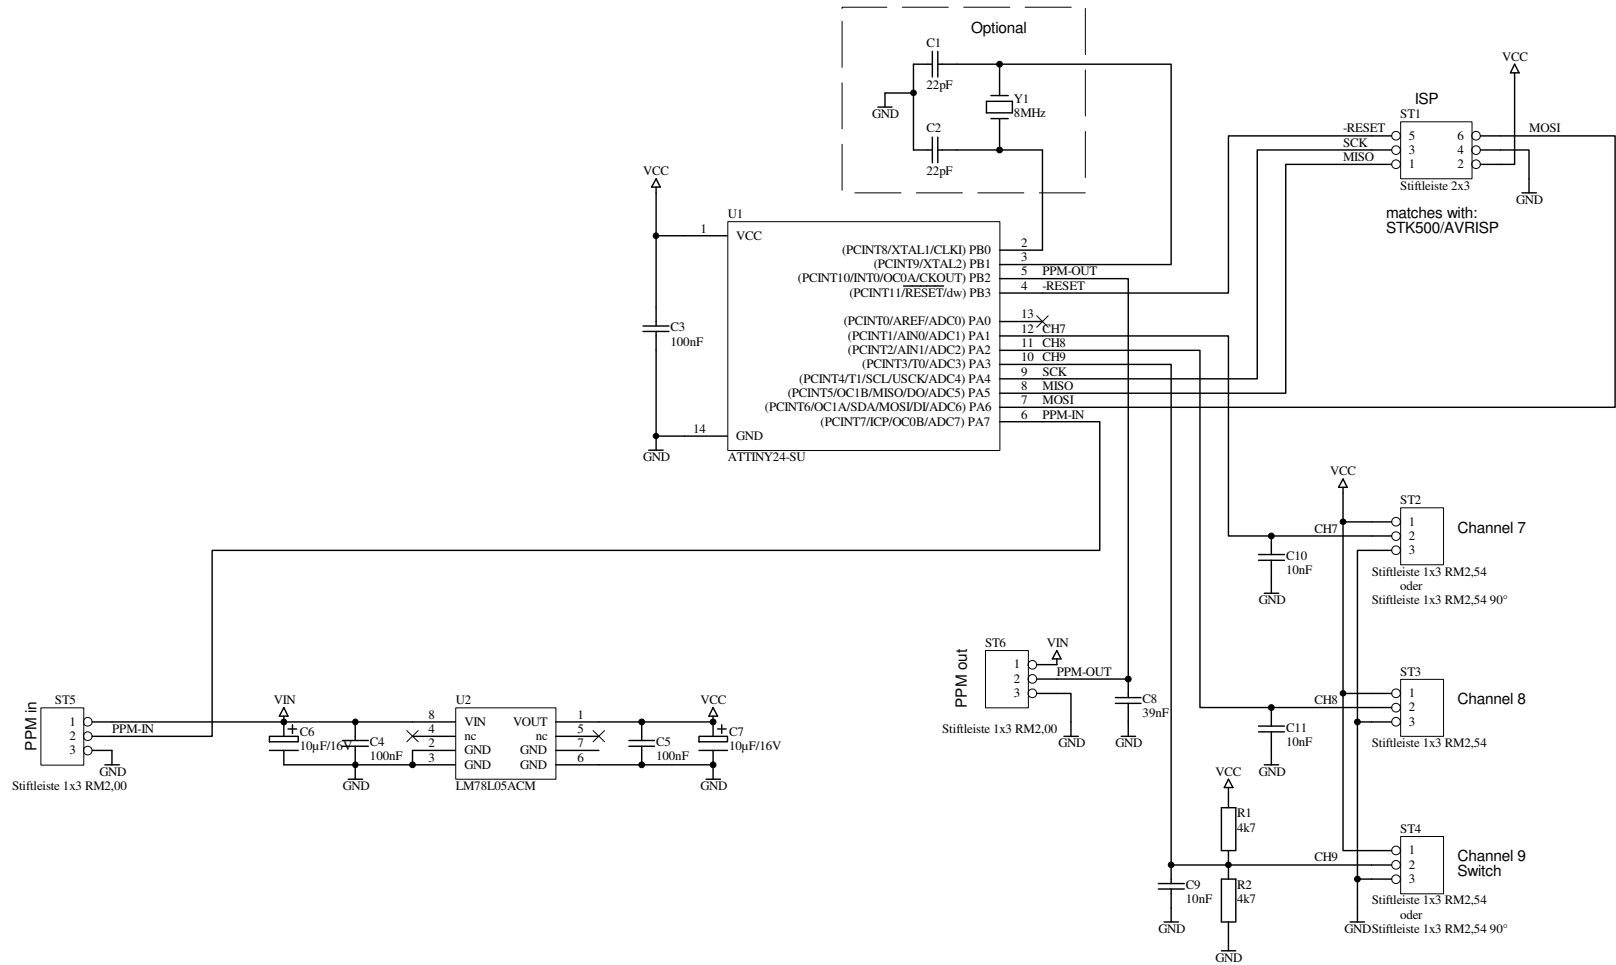 Optional
C1
22pF
GND
Y1
8MHz
C2
22pF
VCC
ISP
ST1
-RESET 5 6 MOSI
SCK 3 4
MISO 1 2
Stiftleiste 2x3
GND
matches with:
STK500/AVRISP
VCC
C3
100nF
GND
U1
1 VCC
14 GND
(PCINT8/XTAL1/CLKI) PB0 2
(PCINT9/XTAL2) PB1 3
(PCINT10/INT0/OC0A/CKOUT) PB2 5 PPM-OUT
(PCINT11/RESET/dw) PB3 4 -RESET
(PCINT0/AREF/ADC0) PA0 13
(PCINT1/AIN0/ADC1) PA1 12 CH7
(PCINT2/AIN1/ADC2) PA2 11 CH8
(PCINT3/T0/ADC3) PA3 10 CH9
(PCINT4/T1/SCL/USCK/ADC4) PA4 9 SCK
(PCINT5/OC1B/MISO/DO/ADC5) PA5 8 MISO
(PCINT6/OC1A/SDA/MOSI/DI/ADC6) PA6 7 MOSI
(PCINT7/ICP/OC0B/ADC7) PA7 6 PPM-IN
ATTINY24-SU
VCC
ST2
1
CH7 2
3
Channel 7
C10
10nF
GND
Stiftleiste 1x3 RM2,54
oder
Stiftleiste 1x3 RM2,54 90°
PPM in
ST5
1
2 PPM-IN
3
GND
Stiftleiste 1x3 RM2,00
VIN
C6
+
10µF/16V
C4
100nF
GND
U2
8 VIN VOUT 1
4 nc nc 5
2 GND GND 7
3 GND GND 6
LM78L05ACM
C5
100nF
VCC
C7
+
10µF/16V
GND
PPM out
ST6
VIN
1
2 PPM-OUT
3
Stiftleiste 1x3 RM2,00
GND
C8
39nF
GND
ST3
1
CH8 2
3
Channel 8
C11
10nF
GND
Stiftleiste 1x3 RM2,54
VCC
R1
4k7
ST4
1
CH9 2
3
Channel 9
Switch
C9
10nF
GND
R2
4k7
GND
GND
Stiftleiste 1x3 RM2,54
oder
Stiftleiste 1x3 RM2,54 90°